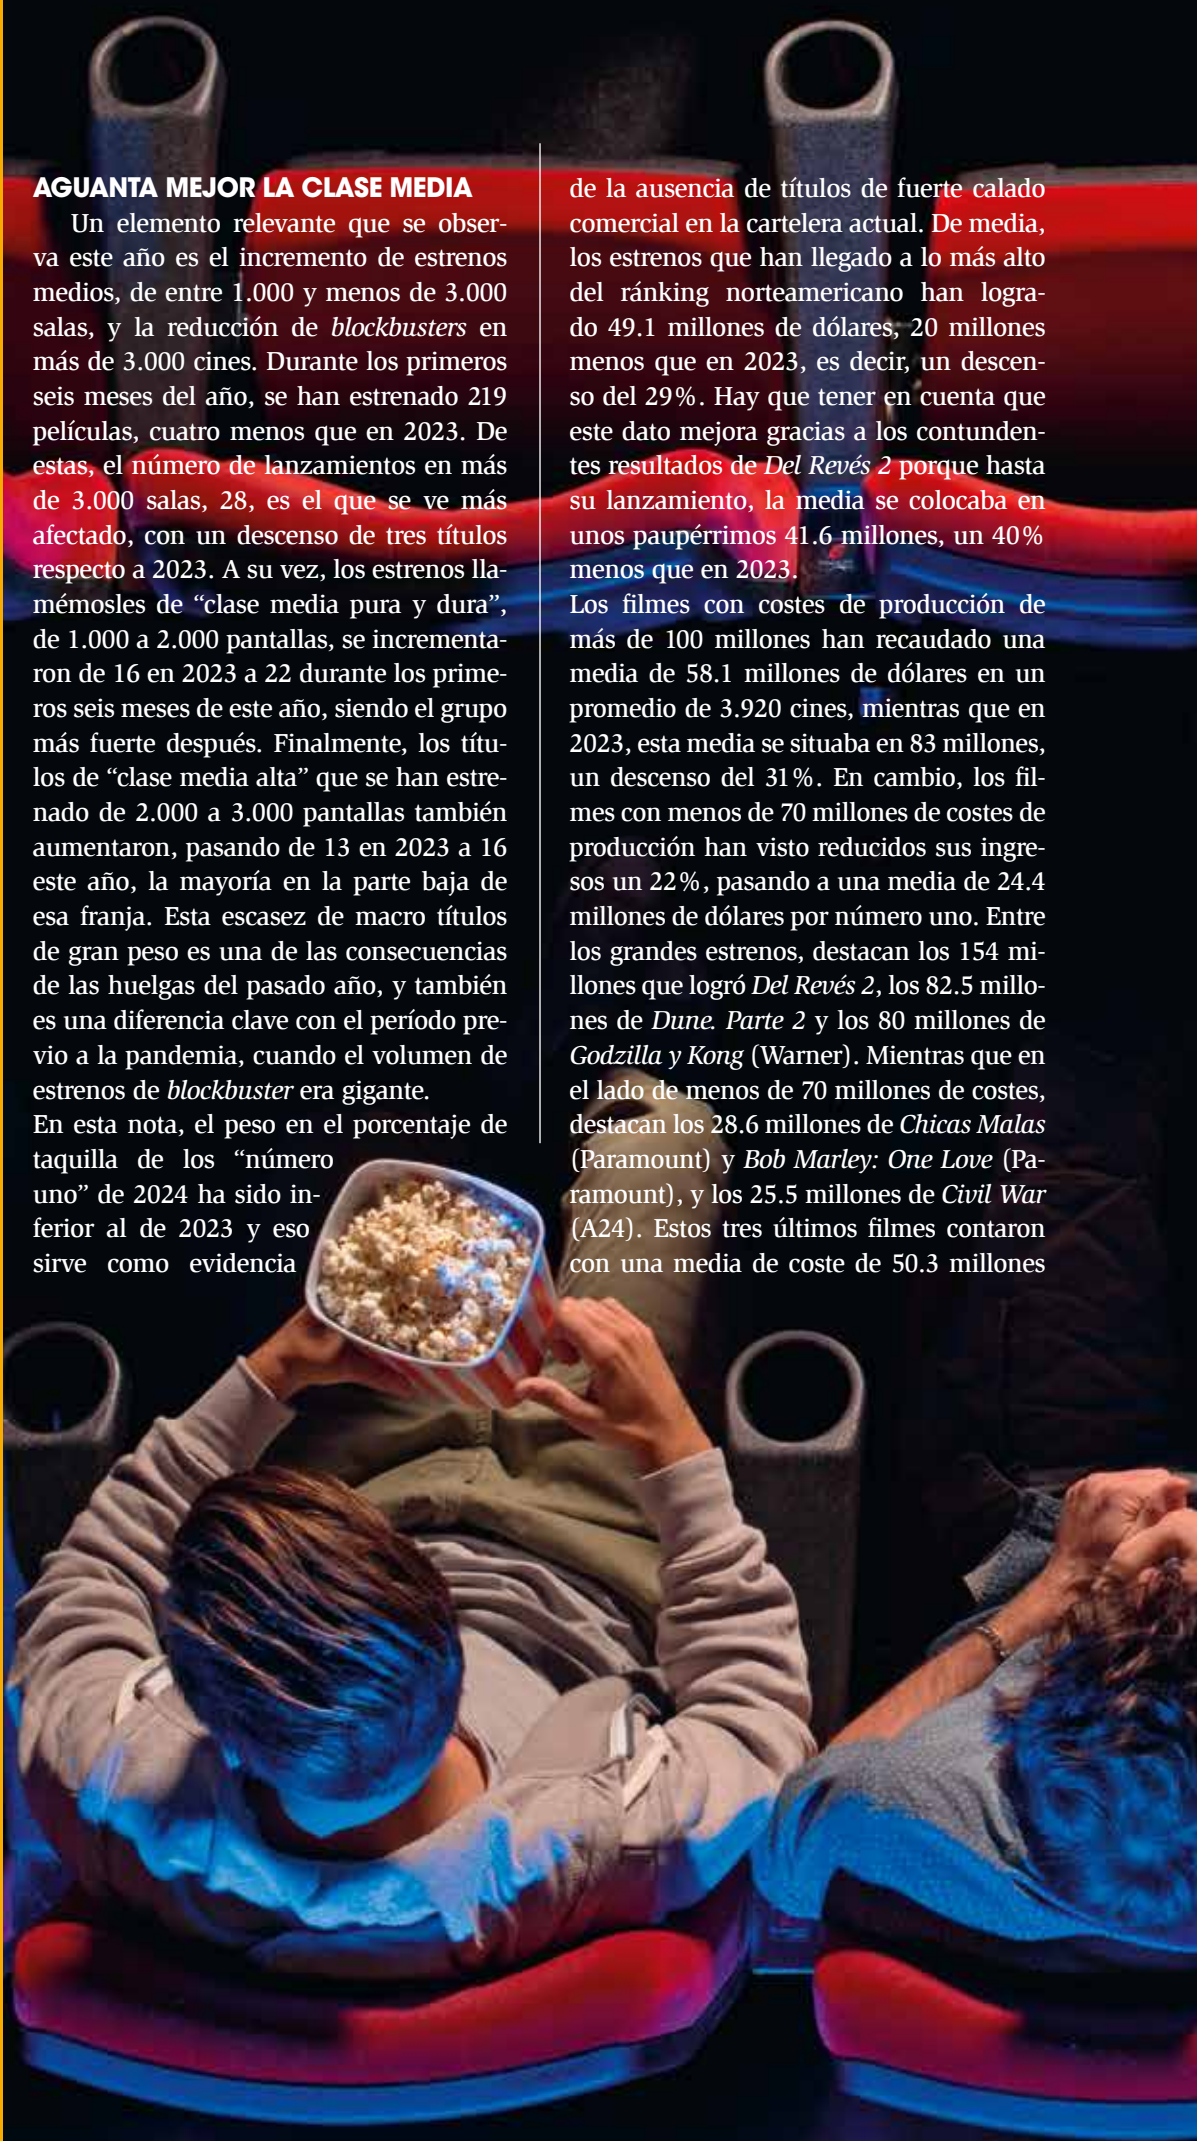 AGUANTA MEJOR LA CLASE MEDIA
Un elemento relevante que se obser-
va este año es el incremento de estrenos
medios, de entre 1.000 y menos de 3.000
salas, y la reducción de blockbusters en
más de 3.000 cines. Durante los primeros
seis meses del año, se han estrenado 219
películas, cuatro menos que en 2023. De
estas, el número de lanzamientos en más
de 3.000 salas, 28, es el que se ve más
afectado, con un descenso de tres títulos
respecto a 2023. A su vez, los estrenos lla-
mémosles de “clase media pura y dura”,
de 1.000 a 2.000 pantallas, se incrementa-
ron de 16 en 2023 a 22 durante los prime-
ros seis meses de este año, siendo el grupo
más fuerte después. Finalmente, los títu-
los de “clase media alta” que se han estre-
nado de 2.000 a 3.000 pantallas también
aumentaron, pasando de 13 en 2023 a 16
este año, la mayoría en la parte baja de
esa franja. Esta escasez de macro títulos
de gran peso es una de las consecuencias
de las huelgas del pasado año, y también
es una diferencia clave con el período pre-
vio a la pandemia, cuando el volumen de
estrenos de blockbuster era gigante.
En esta nota, el peso en el porcentaje de
taquilla de los “número
uno” de 2024 ha sido in-
ferior al de 2023 y eso
sirve como evidencia
de la ausencia de títulos de fuerte calado
comercial en la cartelera actual. De media,
los estrenos que han llegado a lo más alto
del ránking norteamericano han logra-
do 49.1 millones de dólares, 20 millones
menos que en 2023, es decir, un descen-
so del 29%. Hay que tener en cuenta que
este dato mejora gracias a los contunden-
tes resultados de Del Revés 2 porque hasta
su lanzamiento, la media se colocaba en
unos paupérrimos 41.6 millones, un 40%
menos que en 2023.
Los filmes con costes de producción de
más de 100 millones han recaudado una
media de 58.1 millones de dólares en un
promedio de 3.920 cines, mientras que en
2023, esta media se situaba en 83 millones,
un descenso del 31%. En cambio, los fil-
mes con menos de 70 millones de costes de
producción han visto reducidos sus ingre-
sos un 22%, pasando a una media de 24.4
millones de dólares por número uno. Entre
los grandes estrenos, destacan los 154 mi-
llones que logró Del Revés 2, los 82.5 millo-
nes de Dune. Parte 2 y los 80 millones de
Godzilla y Kong (Warner). Mientras que en
el lado de menos de 70 millones de costes,
destacan los 28.6 millones de Chicas Malas
(Paramount) y Bob Marley: One Love (Pa-
ramount), y los 25.5 millones de Civil War
(A24). Estos tres últimos filmes contaron
con una media de coste de 50.3 millones